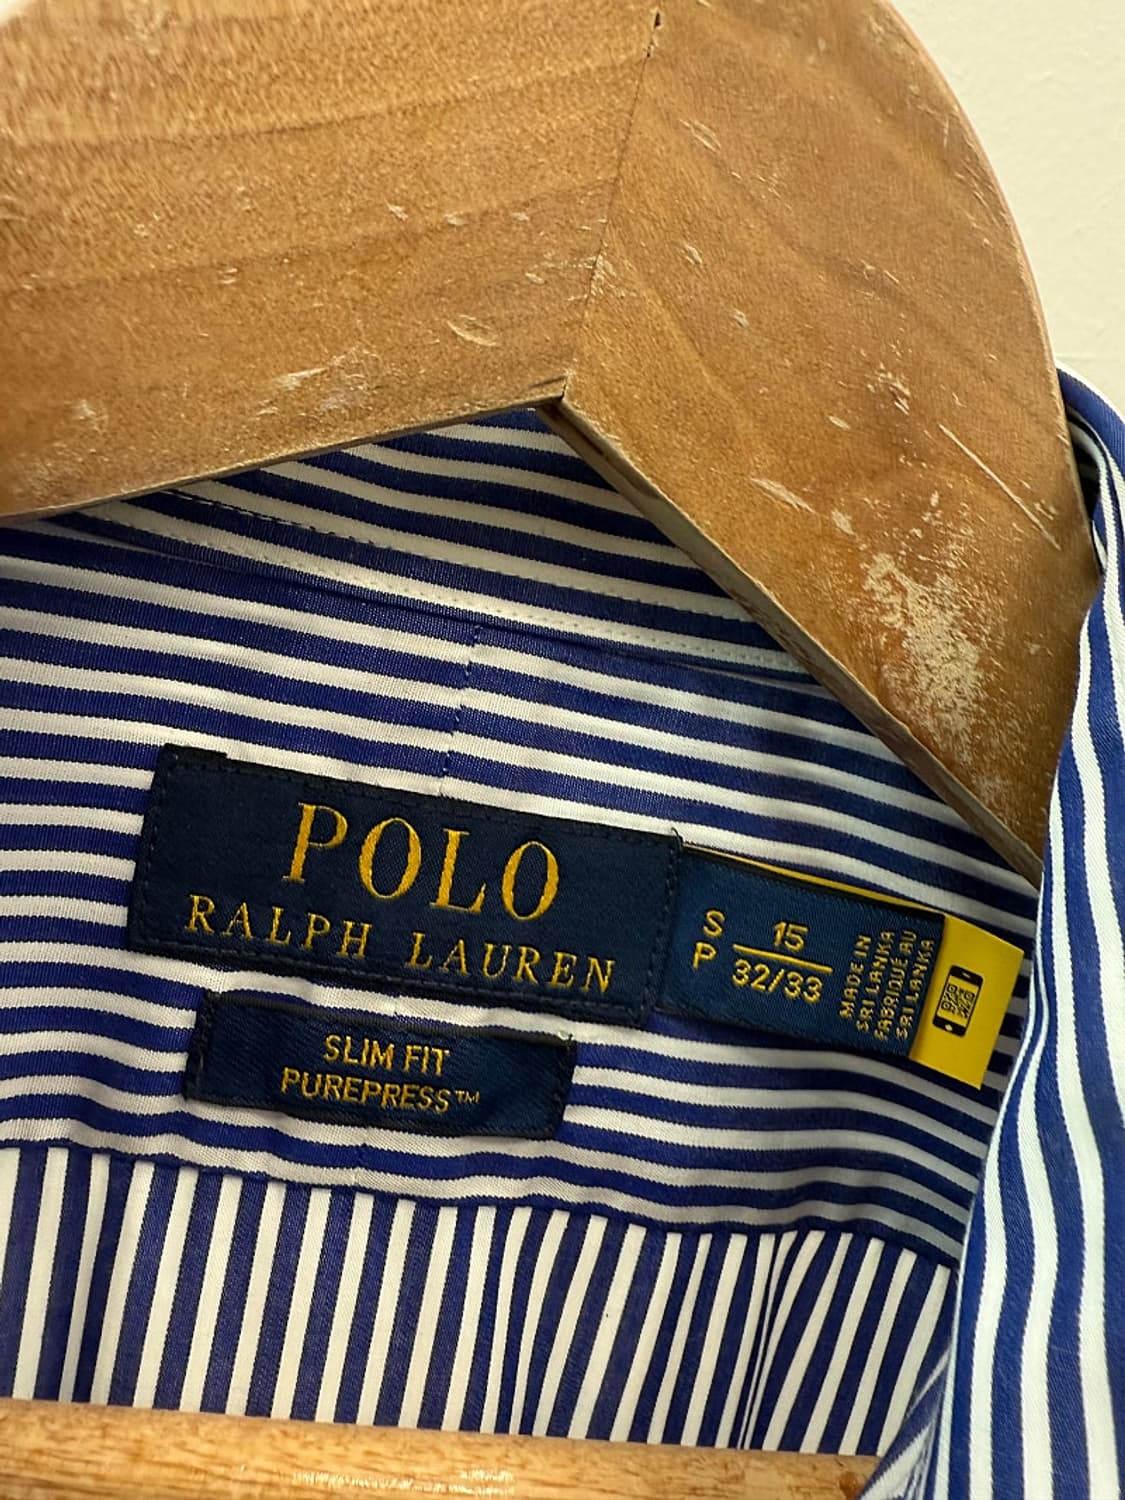 POLO
RALPH LAUREN
SLIM FIT
PUREPRESS™
S
P
15
32/33
MADE IN
SRI LANKA
FABRIQUÉ AU
SRI LANKA